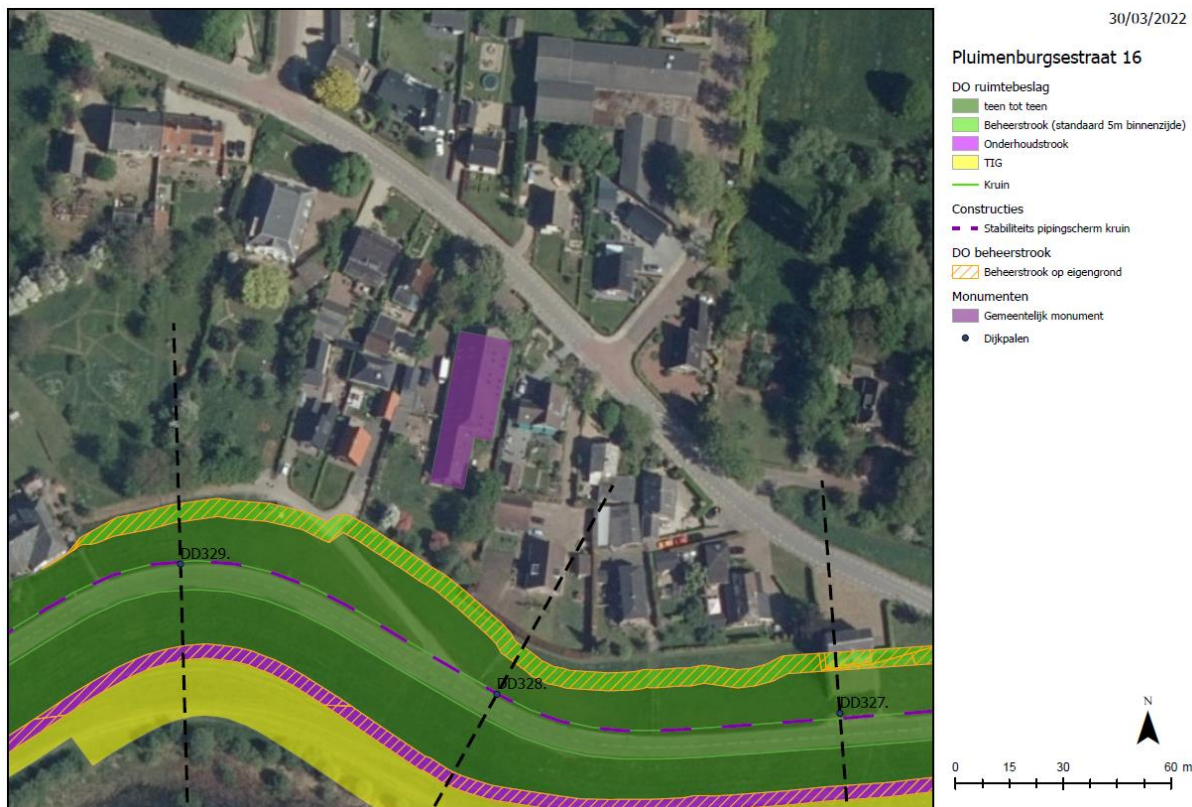 30/03/2022
Pluimenburgsestraat 16
DO ruimtebeslag
teen tot teen
Beheerstrook (standaard 5m binnenzijde)
Onderhoudstrook
TIG
Kruin
Constructies
Stabiliteits pipingscherm kruin
DO beheerstrook
Beheerstrook op eigengrond
Monumenten
Gemeentelijk monument
Dijkpalen
DD329.
DD328.
DD327.
N
0 15 30 60 m